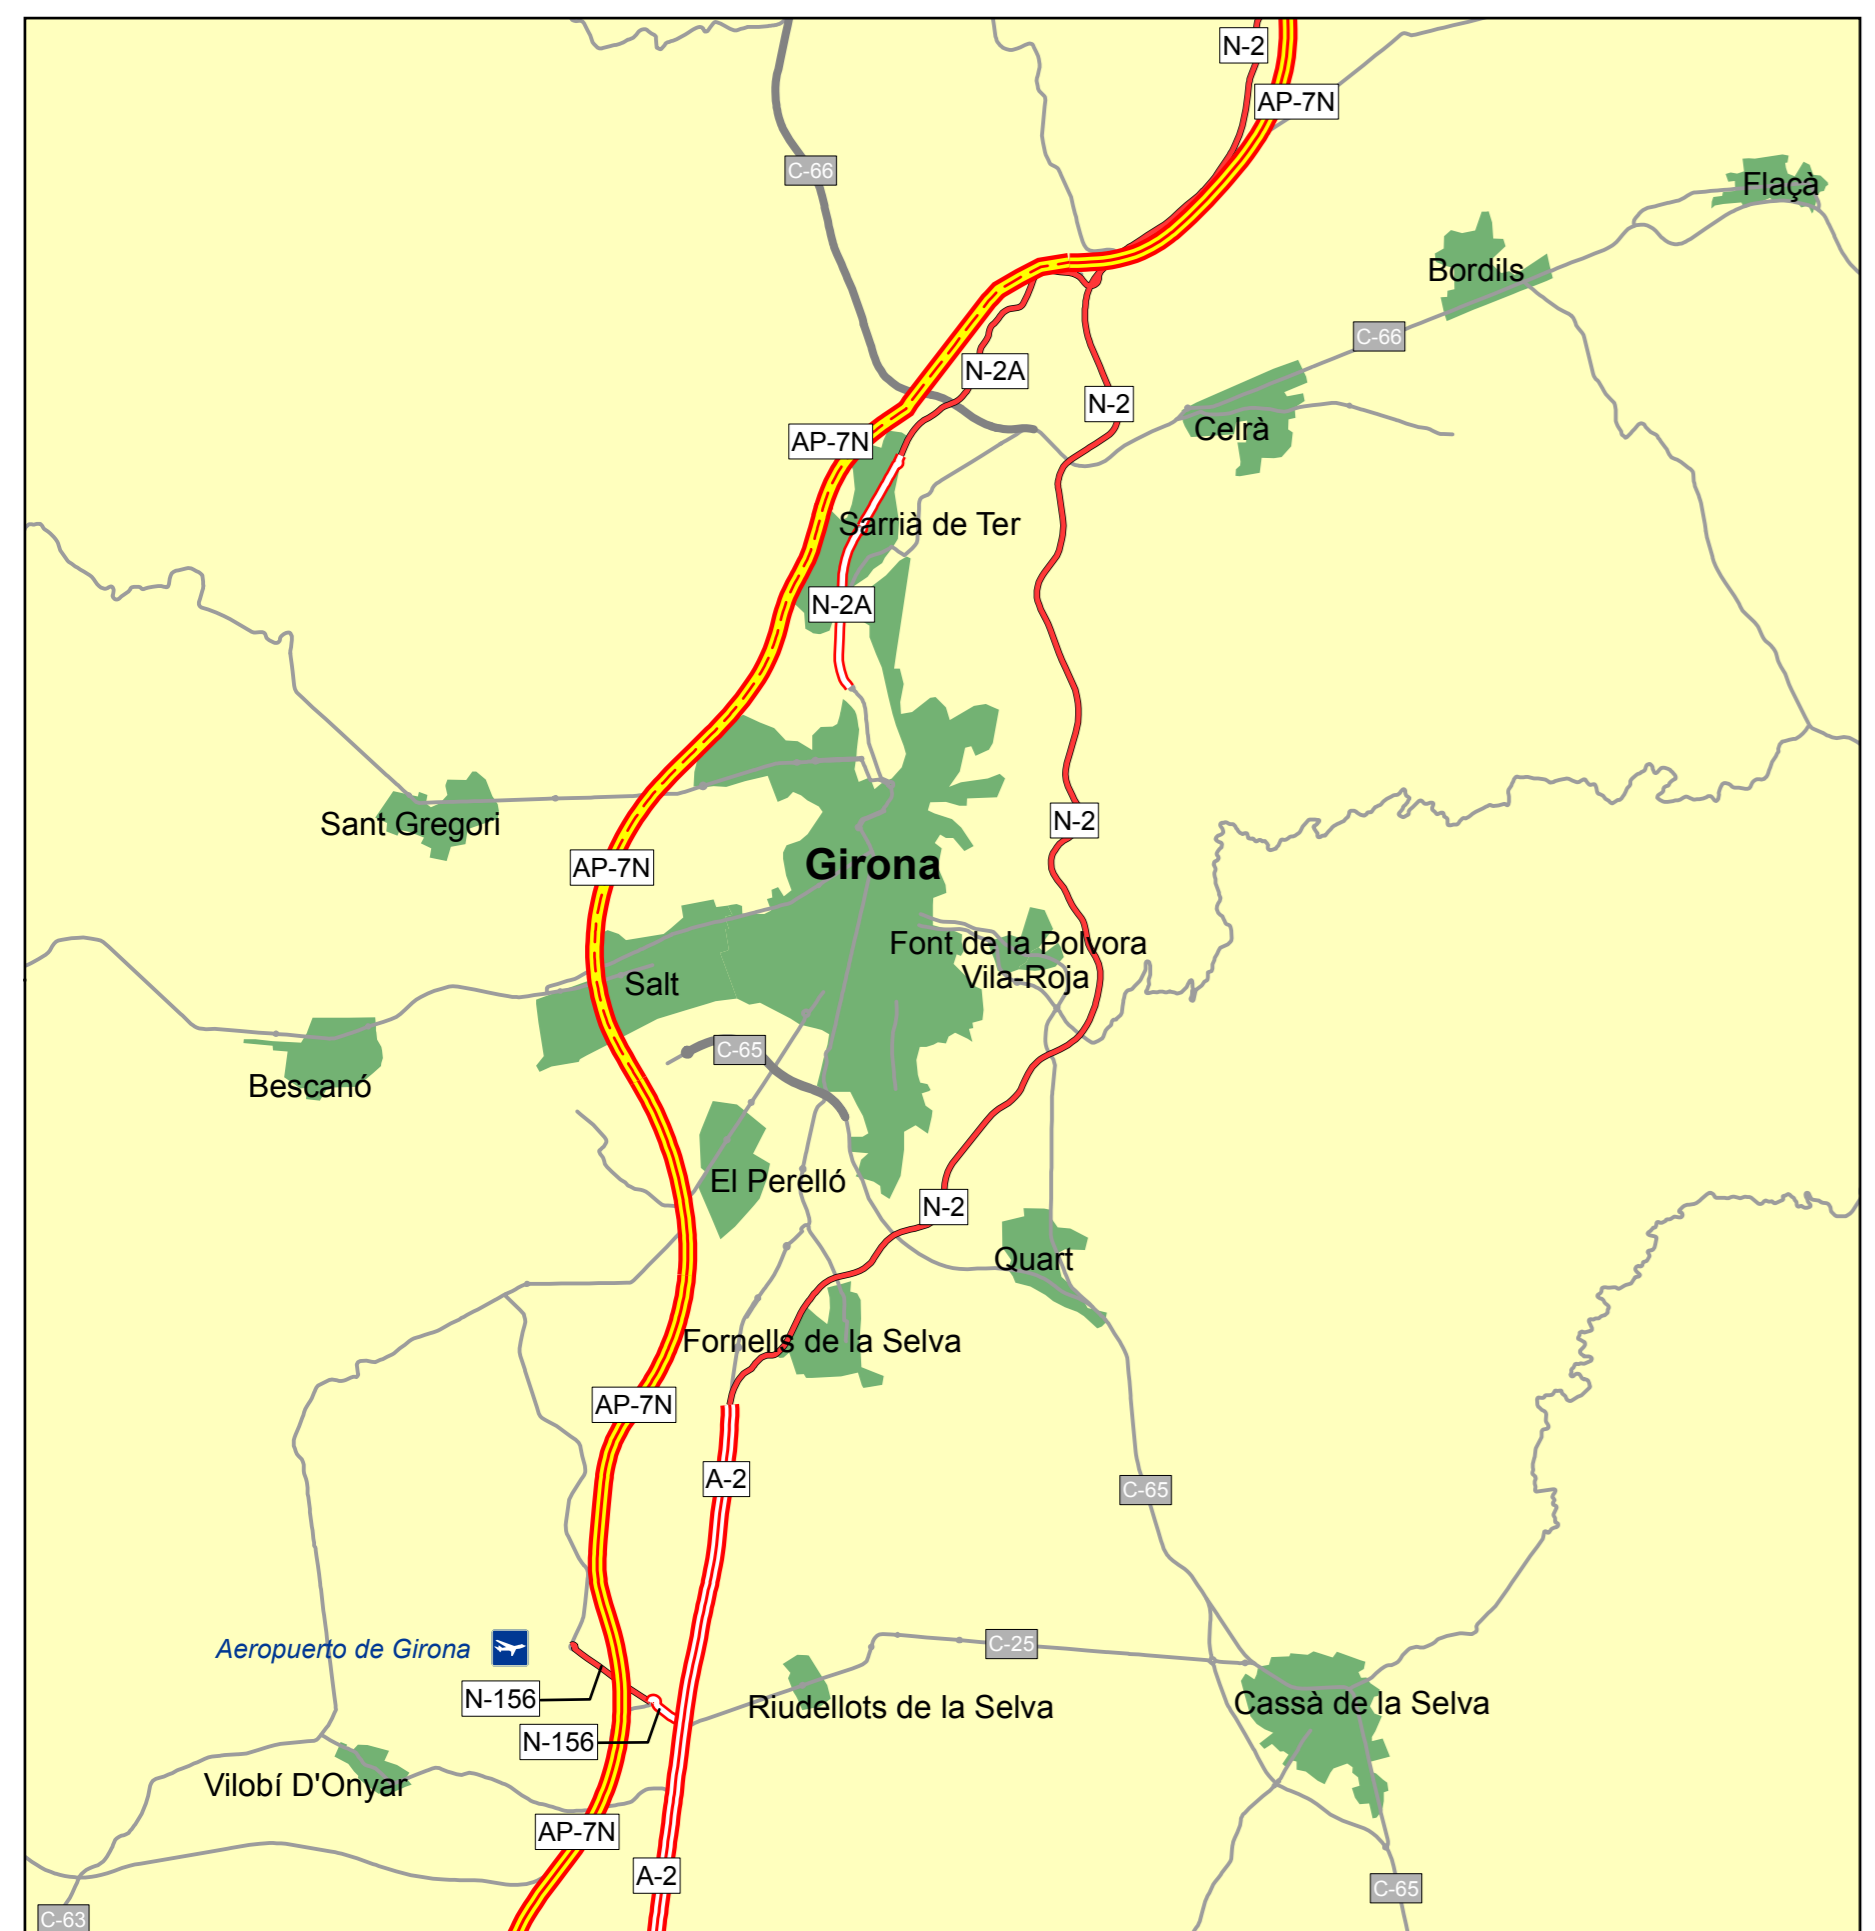 N-2
AP-7N
C-66
Flaçà
Bordils
C-66
N-2A
N-2
Celrà
AP-7N
Sarrià de Ter
N-2A
Sant Gregori
N-2
Girona
AP-7N
Font de la Polvora
Vila-Roja
Salt
C-65
Bescanó
El Perelló
N-2
Quart
Fornells de la Selva
AP-7N
A-2
C-65
Aeropuerto de Girona
C-25
N-156
Riudellots de la Selva
Cassà de la Selva
N-156
Vilobí D'Onyar
AP-7N
A-2
C-65
C-63